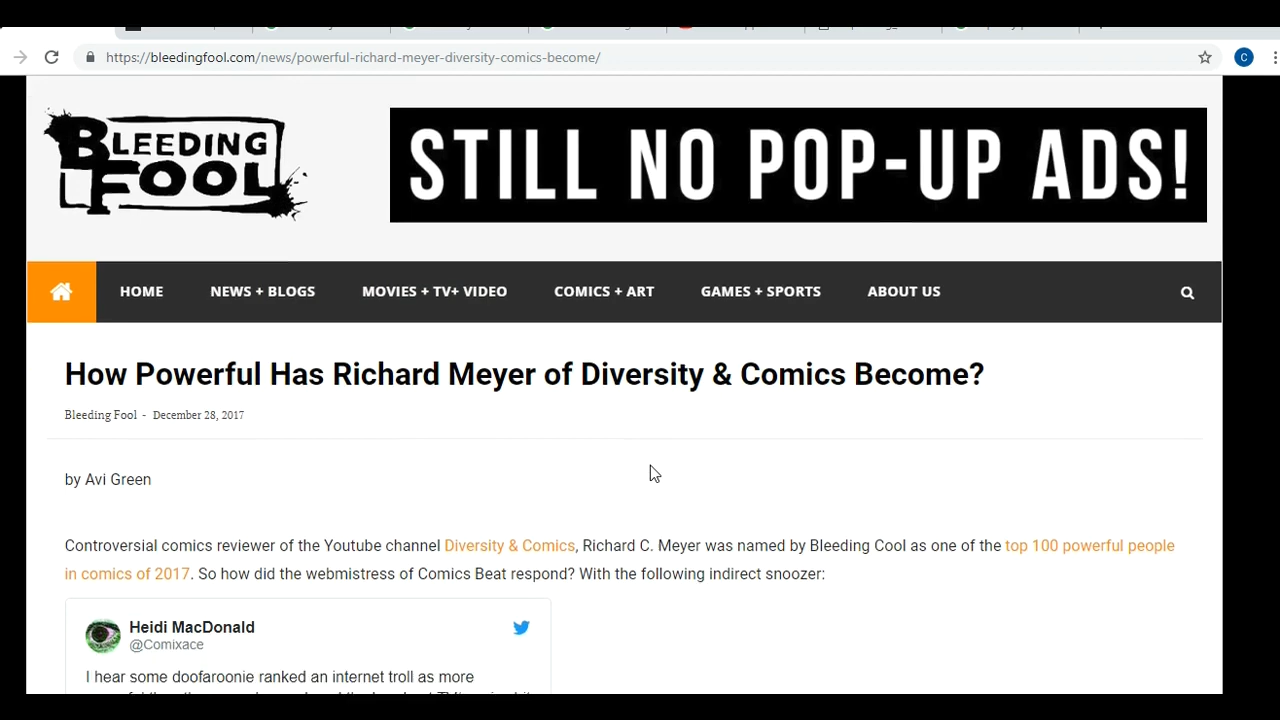 https://bleedingfool.com/news/powerful-richard-meyer-diversity-comics-become/
C
BLEEDING
FOOL
STILL NO POP-UP ADS!
HOME NEWS + BLOGS MOVIES + TV+ VIDEO COMICS + ART GAMES + SPORTS ABOUT US
How Powerful Has Richard Meyer of Diversity & Comics Become?
Bleeding Fool - December 28, 2017
by Avi Green
Controversial comics reviewer of the Youtube channel Diversity & Comics, Richard C. Meyer was named by Bleeding Cool as one of the top 100 powerful people
in comics of 2017. So how did the webmistress of Comics Beat respond? With the following indirect snoozer:
Heidi MacDonald
@Comixace
I hear some doofaroonie ranked an internet troll as more